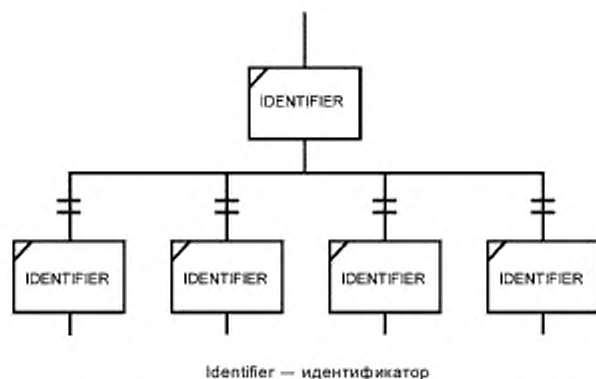 IDENTIFIER
IDENTIFIER IDENTIFIER IDENTIFIER IDENTIFIER
Identifier — идентификатор